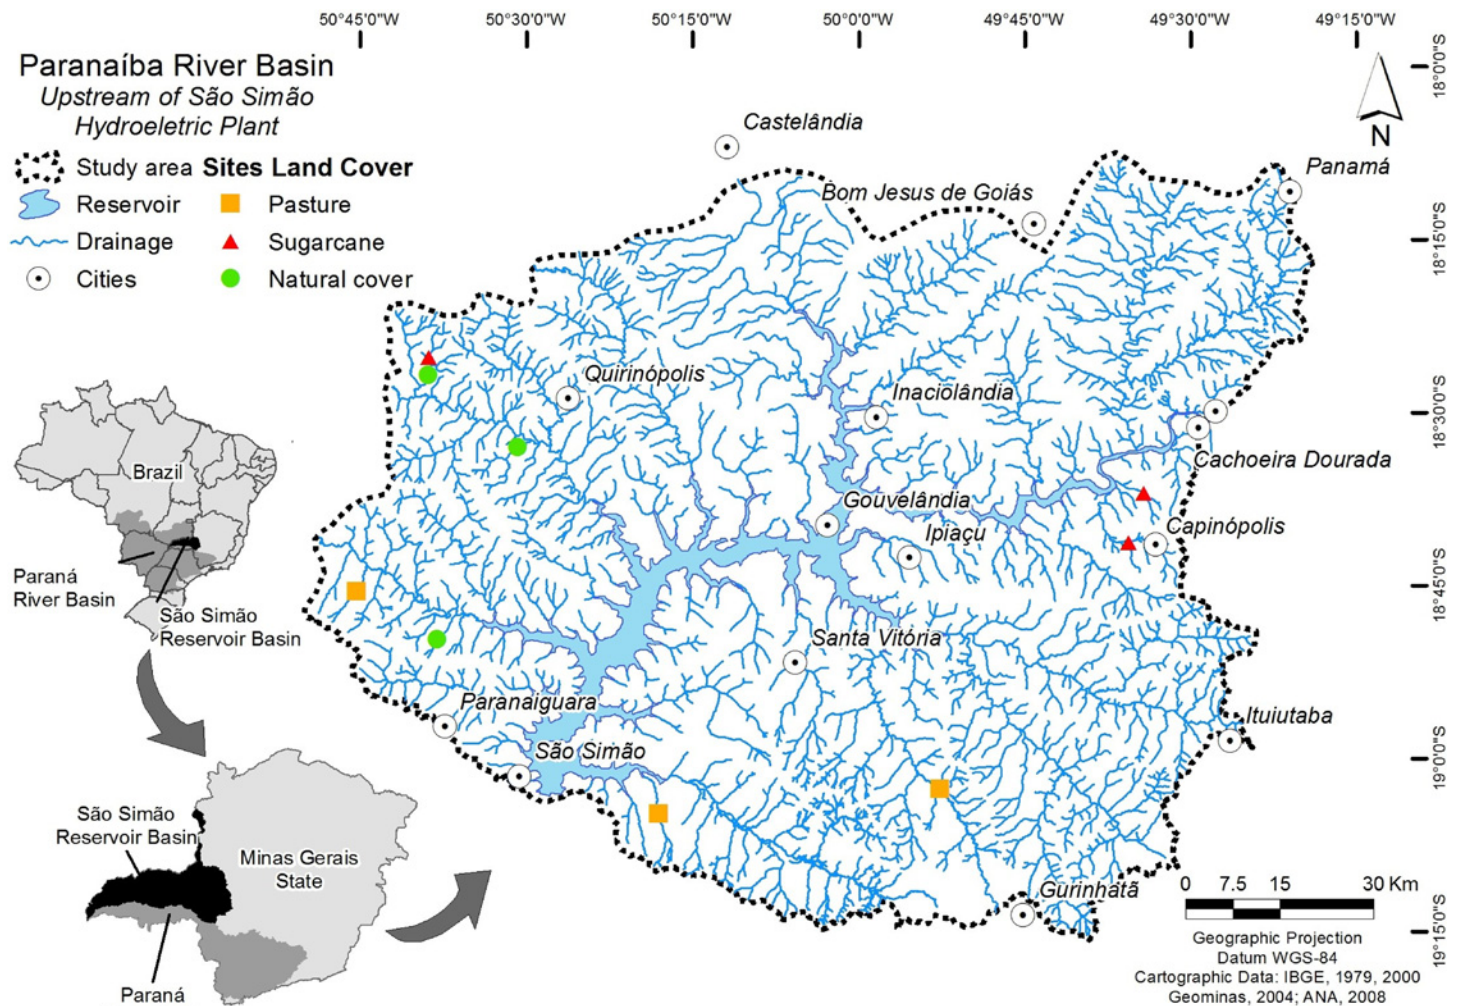 50°45'0"W 50°30'0"W 50°15'0"W 50°0'0"W 49°45'0"W 49°30'0"W 49°15'0"W
Paranaíba River Basin
Upstream of São Simão
Hydroeletric Plant
Study area Sites Land Cover
Reservoir Pasture
Drainage Sugarcane
Cities Natural cover
N
18°0'0"S
18°15'0"S
18°30'0"S
18°45'0"S
19°0'0"S
19°15'0"S
Castelândia
Panamá
Bom Jesus de Goiás
Quirinópolis
Inaciolândia
Cachoeira Dourada
Gouvelândia
Capinópolis
Ipiaçu
Santa Vitória
Paranaiguara
Ituiutaba
São Simão
Gurinhatã
Brazil
Paraná
River Basin
São Simão
Reservoir Basin
São Simão
Reservoir Basin
Minas Gerais
State
Paraná
0 7.5 15 30 Km
Geographic Projection
Datum WGS-84
Cartographic Data: IBGE, 1979, 2000
Geominas, 2004; ANA, 2008